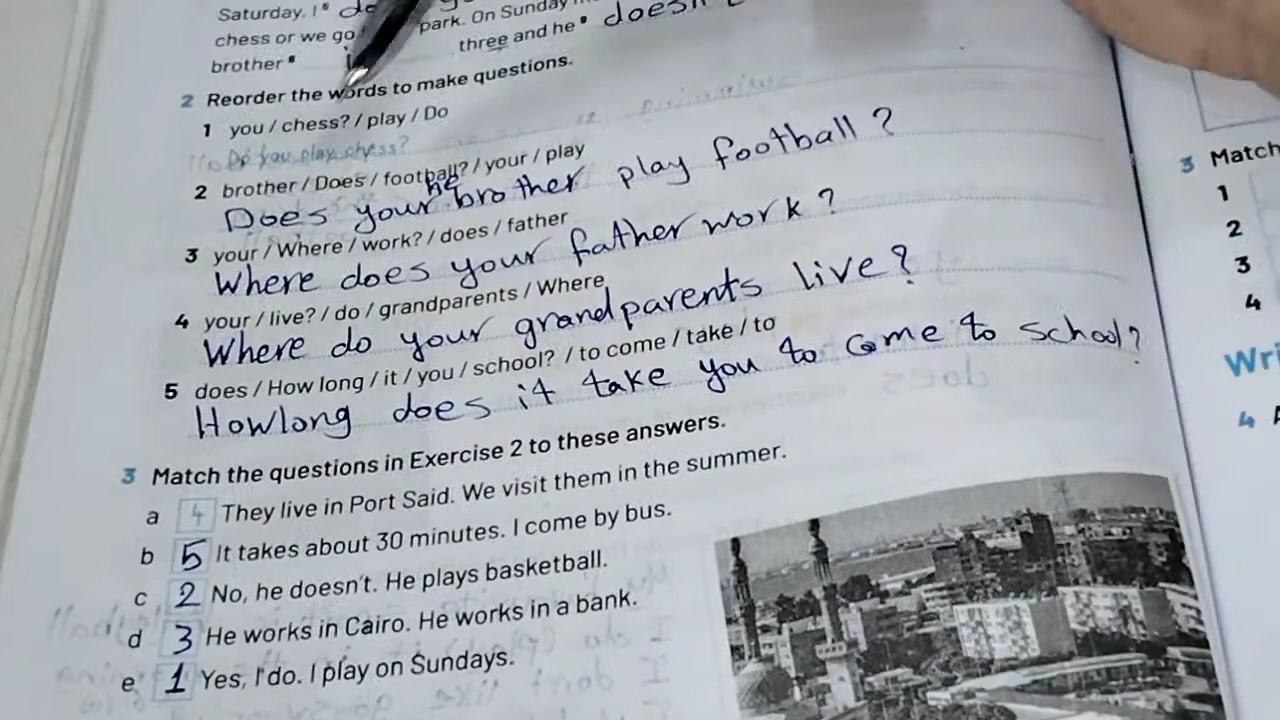 Saturday, I
chess or we go park. On Sunday
brother three and he doesn't
2 Reorder the words to make questions.
1 you / chess? / play / Do
Do you play chess?
2 brother / Does / football? / your / play
he
Does your brother play football?
3 your / Where / work? / does / father
Where does your father work?
4 your / live? / do / grandparents / Where
Where do your grandparents live?
5 does / How long / it / you / school? / to come / take / to
How long does it take you to come to school?
3 Match the questions in Exercise 2 to these answers.
a 4 They live in Port Said. We visit them in the summer.
b 5 It takes about 30 minutes. I come by bus.
c 2 No, he doesn't. He plays basketball.
d 3 He works in Cairo. He works in a bank.
e 1 Yes, I do. I play on Sundays.
3 Match
1
2
3
4
Wri
4